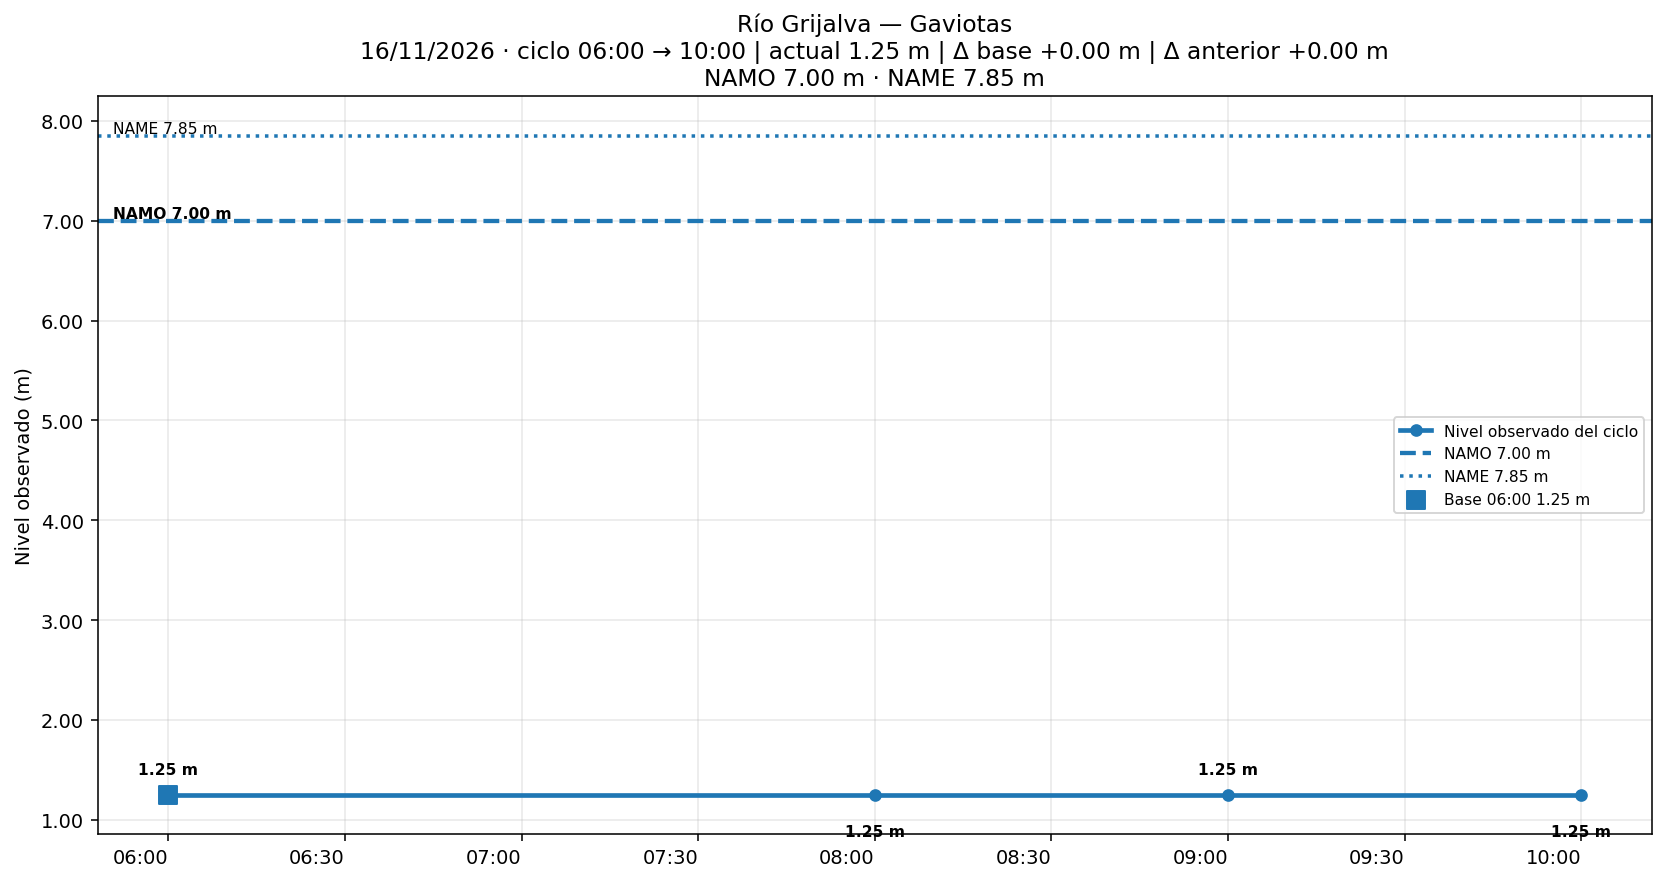 Río Grijalva — Gaviotas
16/11/2026 · ciclo 06:00 → 10:00 | actual 1.25 m | Δ base +0.00 m | Δ anterior +0.00 m
NAMO 7.00 m · NAME 7.85 m
Nivel observado (m)
8.00
7.00
6.00
5.00
4.00
3.00
2.00
1.00
NAME 7.85 m
NAMO 7.00 m
Nivel observado del ciclo
NAMO 7.00 m
NAME 7.85 m
Base 06:00 1.25 m
1.25 m
1.25 m
1.25 m
1.25 m
06:00
06:30
07:00
07:30
08:00
08:30
09:00
09:30
10:00